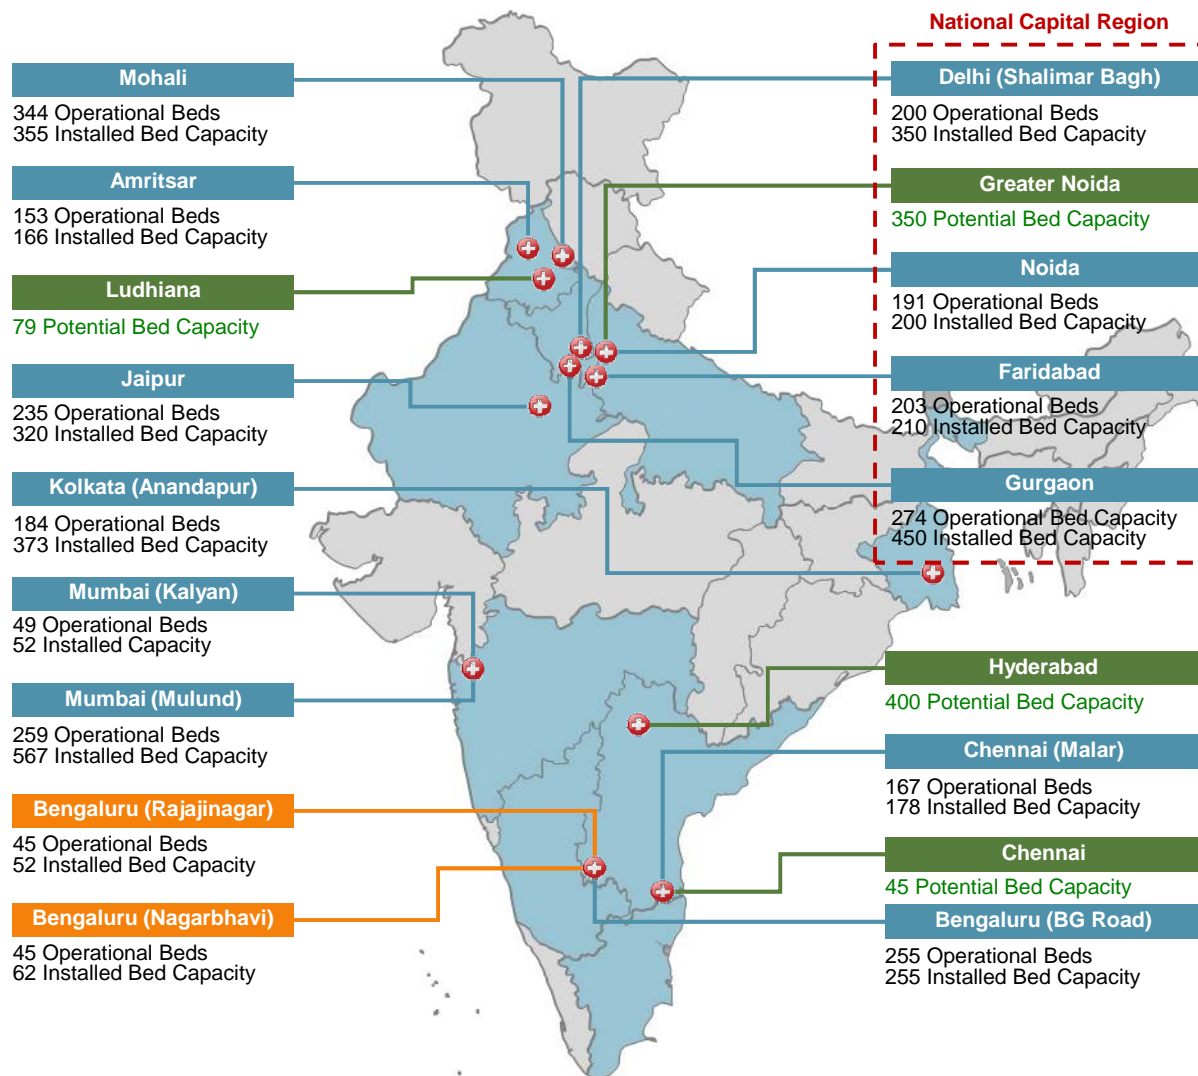 National Capital Region
Mohali
344 Operational Beds
355 Installed Bed Capacity
Amritsar
153 Operational Beds
166 Installed Bed Capacity
Ludhiana
79 Potential Bed Capacity
Jaipur
235 Operational Beds
320 Installed Bed Capacity
Kolkata (Anandapur)
184 Operational Beds
373 Installed Bed Capacity
Mumbai (Kalyan)
49 Operational Beds
52 Installed Capacity
Mumbai (Mulund)
259 Operational Beds
567 Installed Bed Capacity
Bengaluru (Rajajinagar)
45 Operational Beds
52 Installed Bed Capacity
Bengaluru (Nagarbhavi)
45 Operational Beds
62 Installed Bed Capacity
Delhi (Shalimar Bagh)
200 Operational Beds
350 Installed Bed Capacity
Greater Noida
350 Potential Bed Capacity
Noida
191 Operational Beds
200 Installed Bed Capacity
Faridabad
203 Operational Beds
210 Installed Bed Capacity
Gurgaon
274 Operational Bed Capacity
450 Installed Bed Capacity
Hyderabad
400 Potential Bed Capacity
Chennai (Malar)
167 Operational Beds
178 Installed Bed Capacity
Chennai
45 Potential Bed Capacity
Bengaluru (BG Road)
255 Operational Beds
255 Installed Bed Capacity